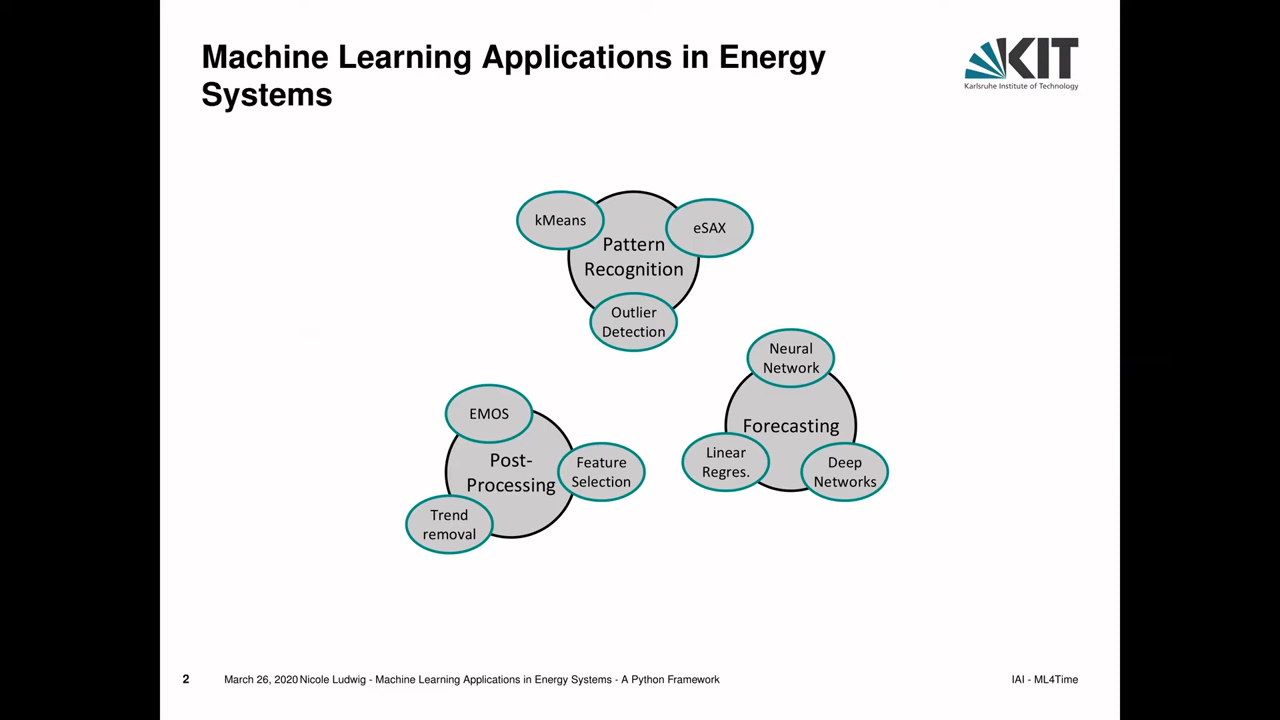 Machine Learning Applications in Energy
Systems
KIT
Karlsruhe Institute of Technology
kMeans
eSAX
Pattern
Recognition
Outlier
Detection
Neural
Network
Forecasting
Linear
Regres.
Deep
Networks
EMOS
Post-
Processing
Feature
Selection
Trend
removal
2
March 26, 2020 Nicole Ludwig - Machine Learning Applications in Energy Systems - A Python Framework
IAI - ML4Time